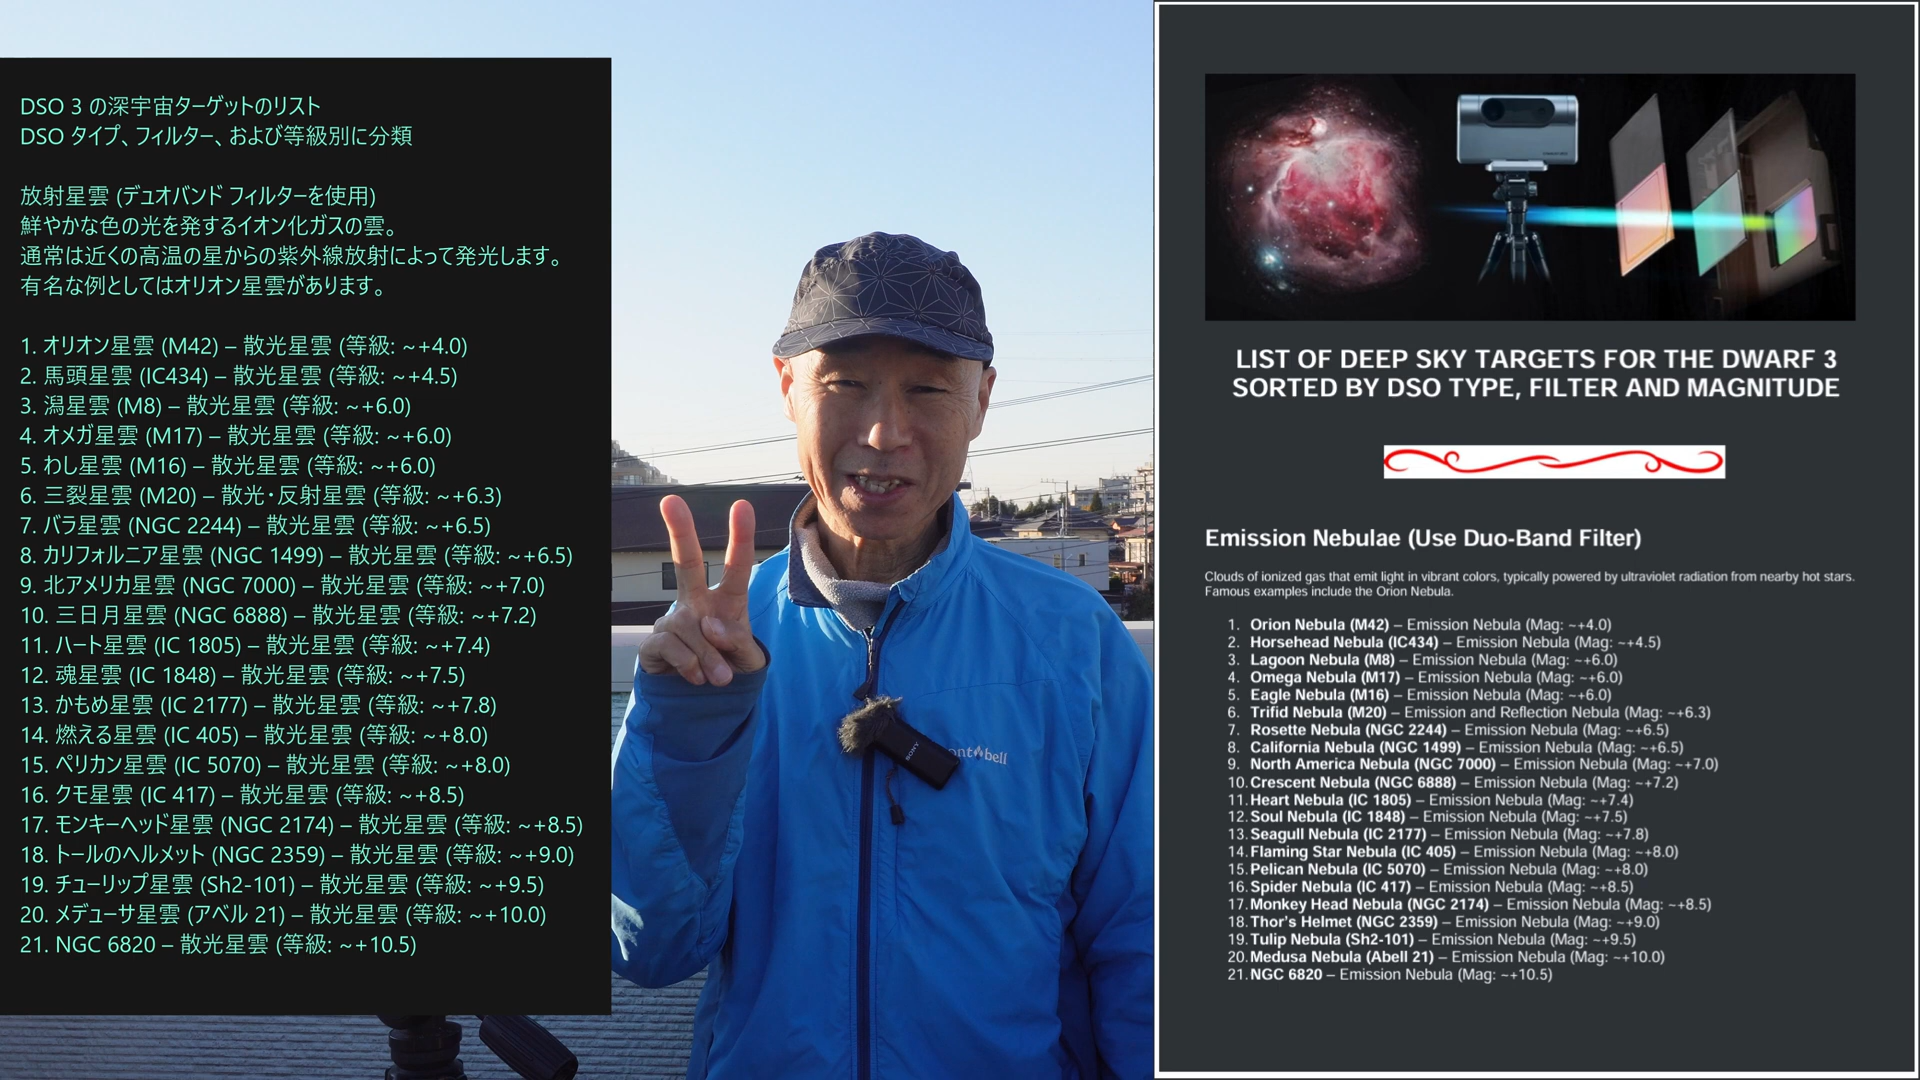 DSO 3 の深宇宙ターゲットのリスト
DSO タイプ、フィルター、および等級別に分類
放射星雲 (デュオバンド フィルターを使用)
鮮やかな色の光を発するイオン化ガスの雲。
通常は近くの高温の星からの紫外線放射によって発光します。
有名な例としてはオリオン星雲があります。
1. オリオン星雲 (M42) – 散光星雲 (等級: ~+4.0)
2. 馬頭星雲 (IC434) – 散光星雲 (等級: ~+4.5)
3. 潟星雲 (M8) – 散光星雲 (等級: ~+6.0)
4. オメガ星雲 (M17) – 散光星雲 (等級: ~+6.0)
5. わし星雲 (M16) – 散光星雲 (等級: ~+6.0)
6. 三裂星雲 (M20) – 散光・反射星雲 (等級: ~+6.3)
7. バラ星雲 (NGC 2244) – 散光星雲 (等級: ~+6.5)
8. カリフォルニア星雲 (NGC 1499) – 散光星雲 (等級: ~+6.5)
9. 北アメリカ星雲 (NGC 7000) – 散光星雲 (等級: ~+7.0)
10. 三日月星雲 (NGC 6888) – 散光星雲 (等級: ~+7.2)
11. ハート星雲 (IC 1805) – 散光星雲 (等級: ~+7.4)
12. 魂星雲 (IC 1848) – 散光星雲 (等級: ~+7.5)
13. かもめ星雲 (IC 2177) – 散光星雲 (等級: ~+7.8)
14. 燃える星雲 (IC 405) – 散光星雲 (等級: ~+8.0)
15. ペリカン星雲 (IC 5070) – 散光星雲 (等級: ~+8.0)
16. クモ星雲 (IC 417) – 散光星雲 (等級: ~+8.5)
17. モンキーヘッド星雲 (NGC 2174) – 散光星雲 (等級: ~+8.5)
18. トールのヘルメット (NGC 2359) – 散光星雲 (等級: ~+9.0)
19. チューリップ星雲 (Sh2-101) – 散光星雲 (等級: ~+9.5)
20. メデューサ星雲 (アベル 21) – 散光星雲 (等級: ~+10.0)
21. NGC 6820 – 散光星雲 (等級: ~+10.5)
SONY
ont bell
LIST OF DEEP SKY TARGETS FOR THE DWARF 3
SORTED BY DSO TYPE, FILTER AND MAGNITUDE
Emission Nebulae (Use Duo-Band Filter)
Clouds of ionized gas that emit light in vibrant colors, typically powered by ultraviolet radiation from nearby hot stars.
Famous examples include the Orion Nebula.
1. Orion Nebula (M42) – Emission Nebula (Mag: ~+4.0)
2. Horsehead Nebula (IC434) – Emission Nebula (Mag: ~+4.5)
3. Lagoon Nebula (M8) – Emission Nebula (Mag: ~+6.0)
4. Omega Nebula (M17) – Emission Nebula (Mag: ~+6.0)
5. Eagle Nebula (M16) – Emission Nebula (Mag: ~+6.0)
6. Trifid Nebula (M20) – Emission and Reflection Nebula (Mag: ~+6.3)
7. Rosette Nebula (NGC 2244) – Emission Nebula (Mag: ~+6.5)
8. California Nebula (NGC 1499) – Emission Nebula (Mag: ~+6.5)
9. North America Nebula (NGC 7000) – Emission Nebula (Mag: ~+7.0)
10. Crescent Nebula (NGC 6888) – Emission Nebula (Mag: ~+7.2)
11. Heart Nebula (IC 1805) – Emission Nebula (Mag: ~+7.4)
12. Soul Nebula (IC 1848) – Emission Nebula (Mag: ~+7.5)
13. Seagull Nebula (IC 2177) – Emission Nebula (Mag: ~+7.8)
14. Flaming Star Nebula (IC 405) – Emission Nebula (Mag: ~+8.0)
15. Pelican Nebula (IC 5070) – Emission Nebula (Mag: ~+8.0)
16. Spider Nebula (IC 417) – Emission Nebula (Mag: ~+8.5)
17. Monkey Head Nebula (NGC 2174) – Emission Nebula (Mag: ~+8.5)
18. Thor's Helmet (NGC 2359) – Emission Nebula (Mag: ~+9.0)
19. Tulip Nebula (Sh2-101) – Emission Nebula (Mag: ~+9.5)
20. Medusa Nebula (Abell 21) – Emission Nebula (Mag: ~+10.0)
21. NGC 6820 – Emission Nebula (Mag: ~+10.5)